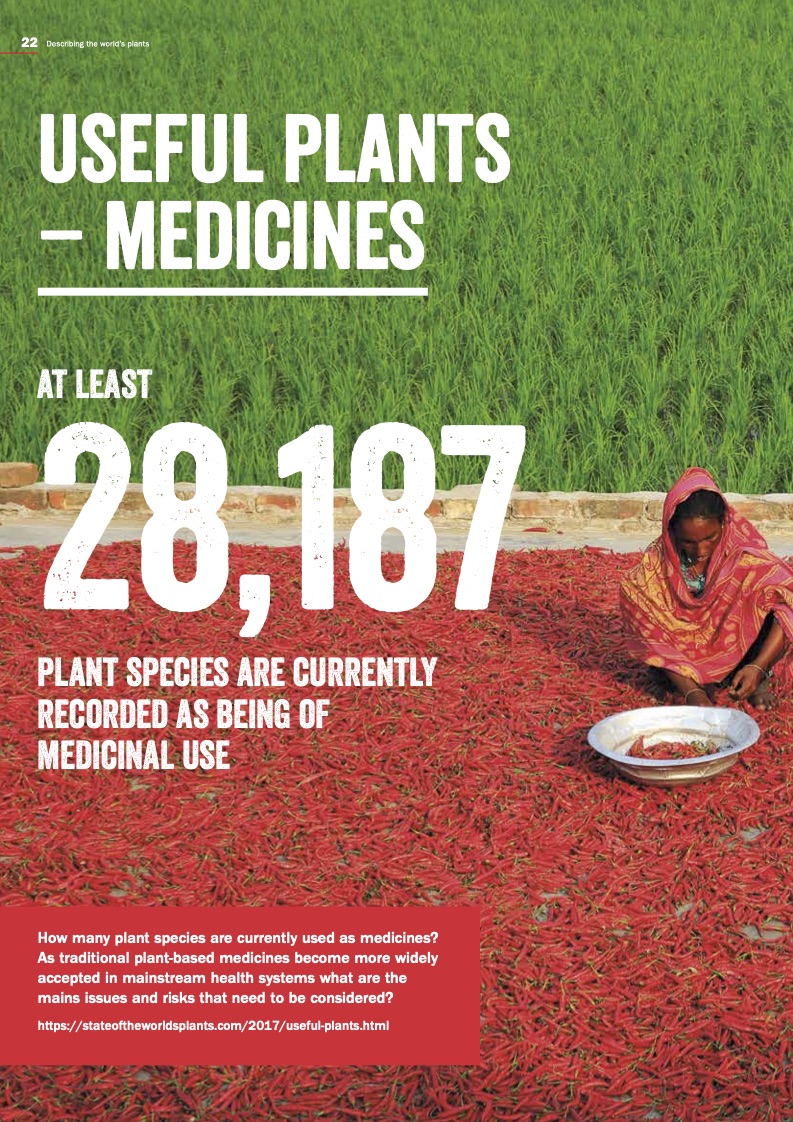 22 Describing the world's plants
USEFUL PLANTS
– MEDICINES
AT LEAST
28,187
PLANT SPECIES ARE CURRENTLY
RECORDED AS BEING OF
MEDICINAL USE
How many plant species are currently used as medicines?
As traditional plant-based medicines become more widely
accepted in mainstream health systems what are the
mains issues and risks that need to be considered?
https://stateoftheworldsplants.com/2017/useful-plants.html